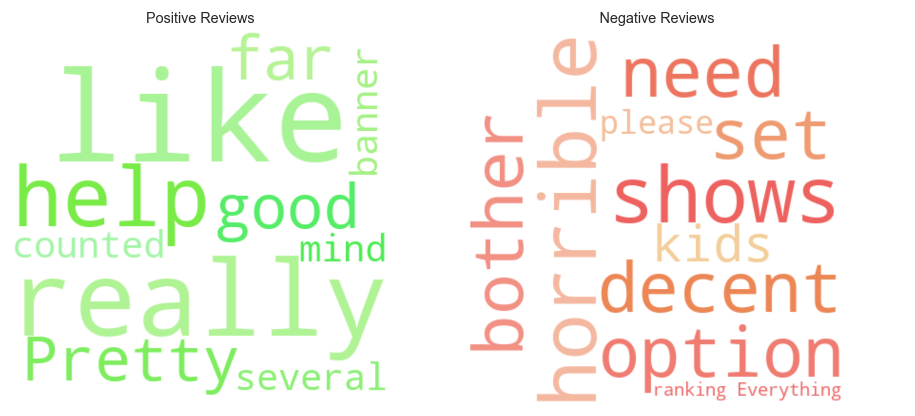 Positive Reviews
far
like
banner
help
good
counted
mind
really
Pretty
several
Negative Reviews
need
please
set
horrible
bother
shows
kids
decent
option
ranking Everything